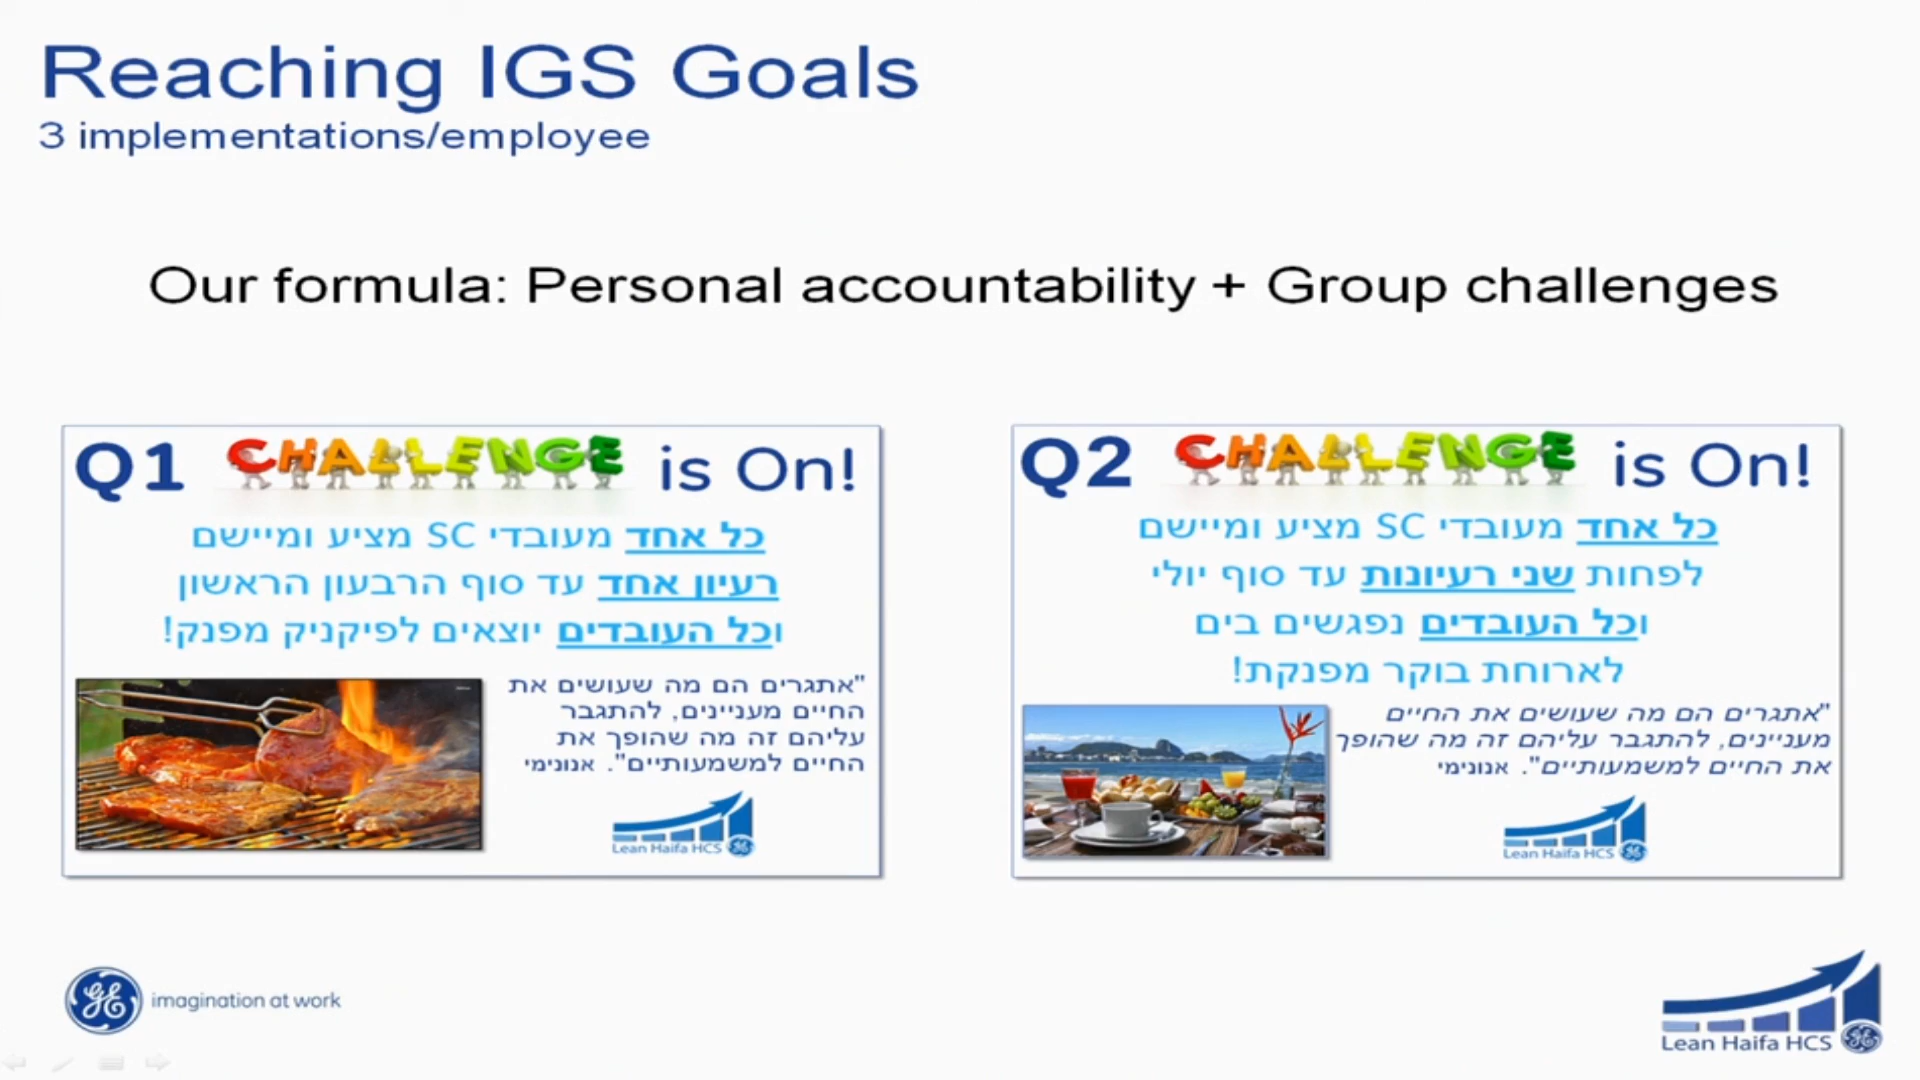 Reaching IGS Goals
3 implementations/employee
Our formula: Personal accountability + Group challenges
Q1 CHALLENGE is On!
כל אחד מעובדי SC מציע ומיישם
רעיון אחד עד סוף הרבעון הראשון
וכל העובדים יוצאים לפיקניק מפנק!
"אתגרים הם מה שעושים את
החיים מעניינים, להתגבר
עליהם זה מה שהופך את
החיים למשמעותיים". אנונימי
Lean Haifa HCS
Q2 CHALLENGE is On!
כל אחד מעובדי SC מציע ומיישם
לפחות שני רעיונות עד סוף יולי
וכל העובדים נפגשים בים
לארוחת בוקר מפנקת!
"אתגרים הם מה שעושים את החיים
מעניינים, להתגבר עליהם זה מה שהופך
את החיים למשמעותיים". אנונימי
Lean Haifa HCS
GE imagination at work
Lean Haifa HCS